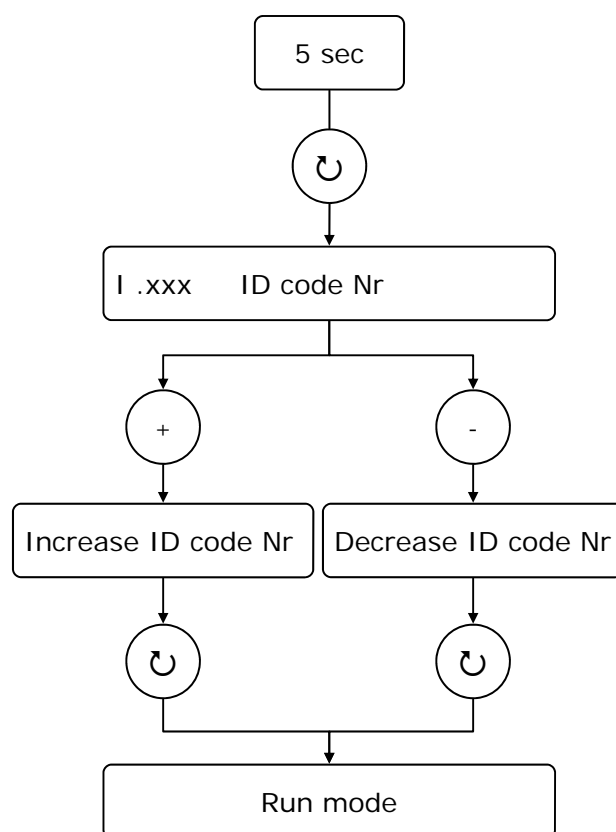 5 sec
↻
I .xxx ID code Nr
+ -
Increase ID code Nr Decrease ID code Nr
↻ ↻
Run mode